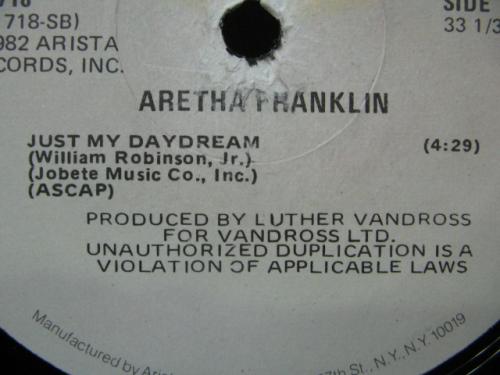 718-SB)
SIDE
1982 ARISTA
33 1/3
RECORDS, INC.
ARETHA FRANKLIN
JUST MY DAYDREAM (4:29)
(William Robinson, Jr.)
(Jobete Music Co., Inc.)
(ASCAP)
PRODUCED BY LUTHER VANDROSS
FOR VANDROSS LTD.
UNAUTHORIZED DUPLICATION IS A
VIOLATION OF APPLICABLE LAWS
Manufactured by St., N.Y., N.Y. 10019